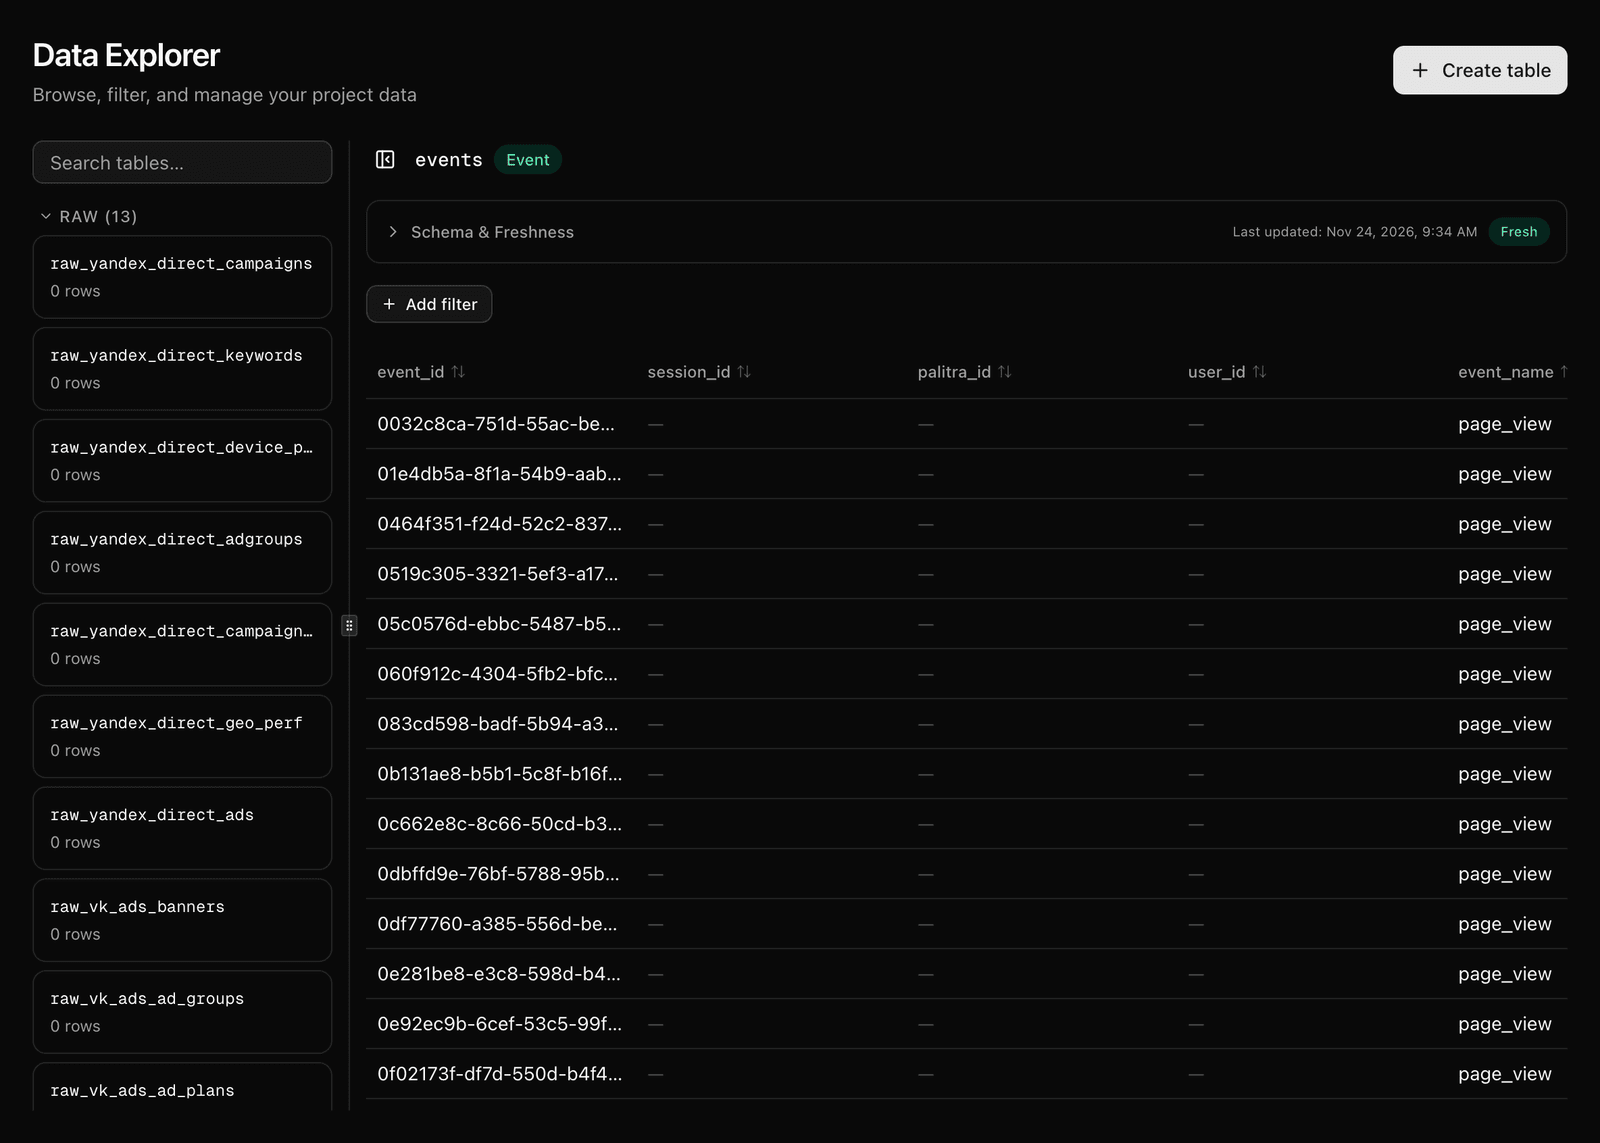 Data Explorer
Browse, filter, and manage your project data
+ Create table
Search tables...
RAW (13)
raw_yandex_direct_campaigns
0 rows
raw_yandex_direct_keywords
0 rows
raw_yandex_direct_device_p…
0 rows
raw_yandex_direct_adgroups
0 rows
raw_yandex_direct_campaign…
0 rows
raw_yandex_direct_geo_perf
0 rows
raw_yandex_direct_ads
0 rows
raw_vk_ads_banners
0 rows
raw_vk_ads_ad_groups
0 rows
raw_vk_ads_ad_plans
events Event
Schema & Freshness Last updated: Nov 24, 2026, 9:34 AM Fresh
+ Add filter
event_id session_id palitra_id user_id event_name
0032c8ca-751d-55ac-be... — — — page_view
01e4db5a-8f1a-54b9-aab... — — — page_view
0464f351-f24d-52c2-837... — — — page_view
0519c305-3321-5ef3-a17... — — — page_view
05c0576d-ebbc-5487-b5... — — — page_view
060f912c-4304-5fb2-bfc... — — — page_view
083cd598-badf-5b94-a3... — — — page_view
0b131ae8-b5b1-5c8f-b16f... — — — page_view
0c662e8c-8c66-50cd-b3... — — — page_view
0dbffd9e-76bf-5788-95b... — — — page_view
0df77760-a385-556d-be... — — — page_view
0e281be8-e3c8-598d-b4... — — — page_view
0e92ec9b-6cef-53c5-99f... — — — page_view
0f02173f-df7d-550d-b4f4... — — — page_view